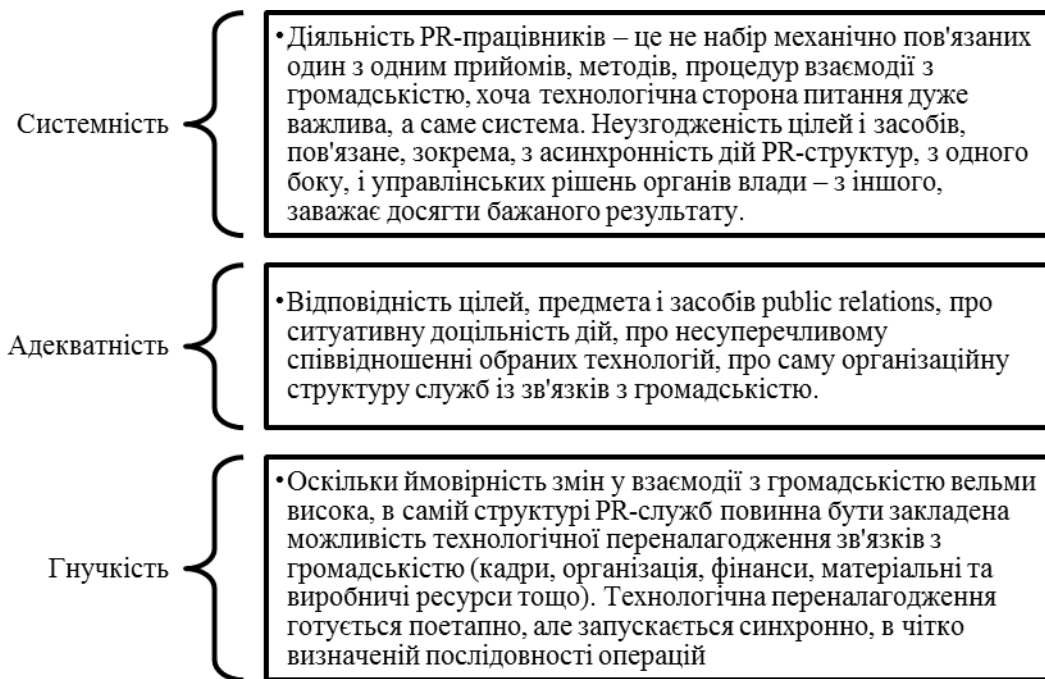 Системність
•Діяльність PR-працівників – це не набір механічно пов'язаних
один з одним прийомів, методів, процедур взаємодії з
громадськістю, хоча технологічна сторона питання дуже
важлива, а саме система. Неузгодженість цілей і засобів,
пов'язане, зокрема, з асинхронність дій PR-структур, з одного
боку, і управлінських рішень органів влади – з іншого,
заважає досягти бажаного результату.
Адекватність
•Відповідність цілей, предмета і засобів public relations, про
ситуативну доцільність дій, про несуперечливому
співвідношенні обраних технологій, про саму організаційну
структуру служб із зв'язків з громадськістю.
Гнучкість
•Оскільки ймовірність змін у взаємодії з громадськістю вельми
висока, в самій структурі PR-служб повинна бути закладена
можливість технологічної переналагодження зв'язків з
громадськістю (кадри, організація, фінанси, матеріальні та
виробничі ресурси тощо). Технологічна переналагодження
готується поетапно, але запускається синхронно, в чітко
визначеній послідовності операцій